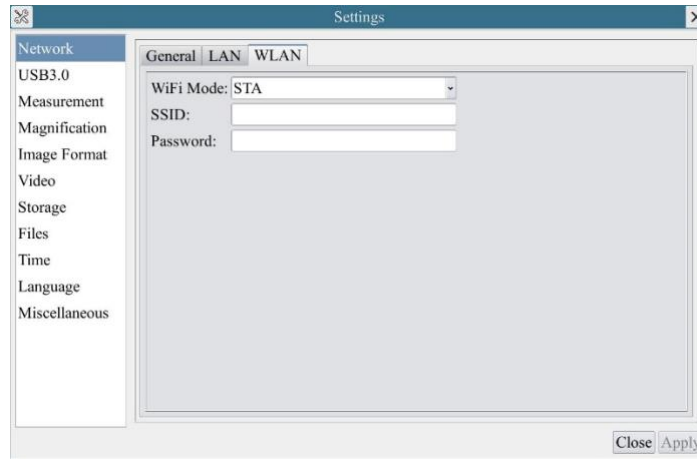 Settings
Network
USB3.0
Measurement
Magnification
Image Format
Video
Storage
Files
Time
Language
Miscellaneous
General LAN WLAN
WiFi Mode: STA
SSID:
Password:
Close Apply